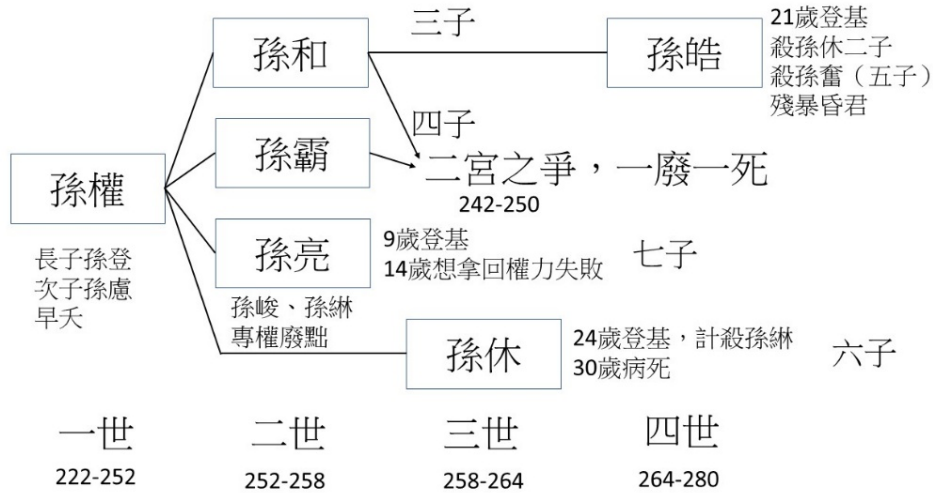 三子
21歲登基
孫和
孫皓
殺孫休二子
殺孫奮（五子）
殘暴昏君
四子
孫霸
二宮之爭，一廢一死
242-250
孫權
長子孫登
次子孫慮
早夭
孫亮
9歲登基
14歲想拿回權力失敗
七子
孫峻、孫綝
專權廢黜
孫休
24歲登基，計殺孫綝
30歲病死
六子
一世
二世
三世
四世
222-252
252-258
258-264
264-280